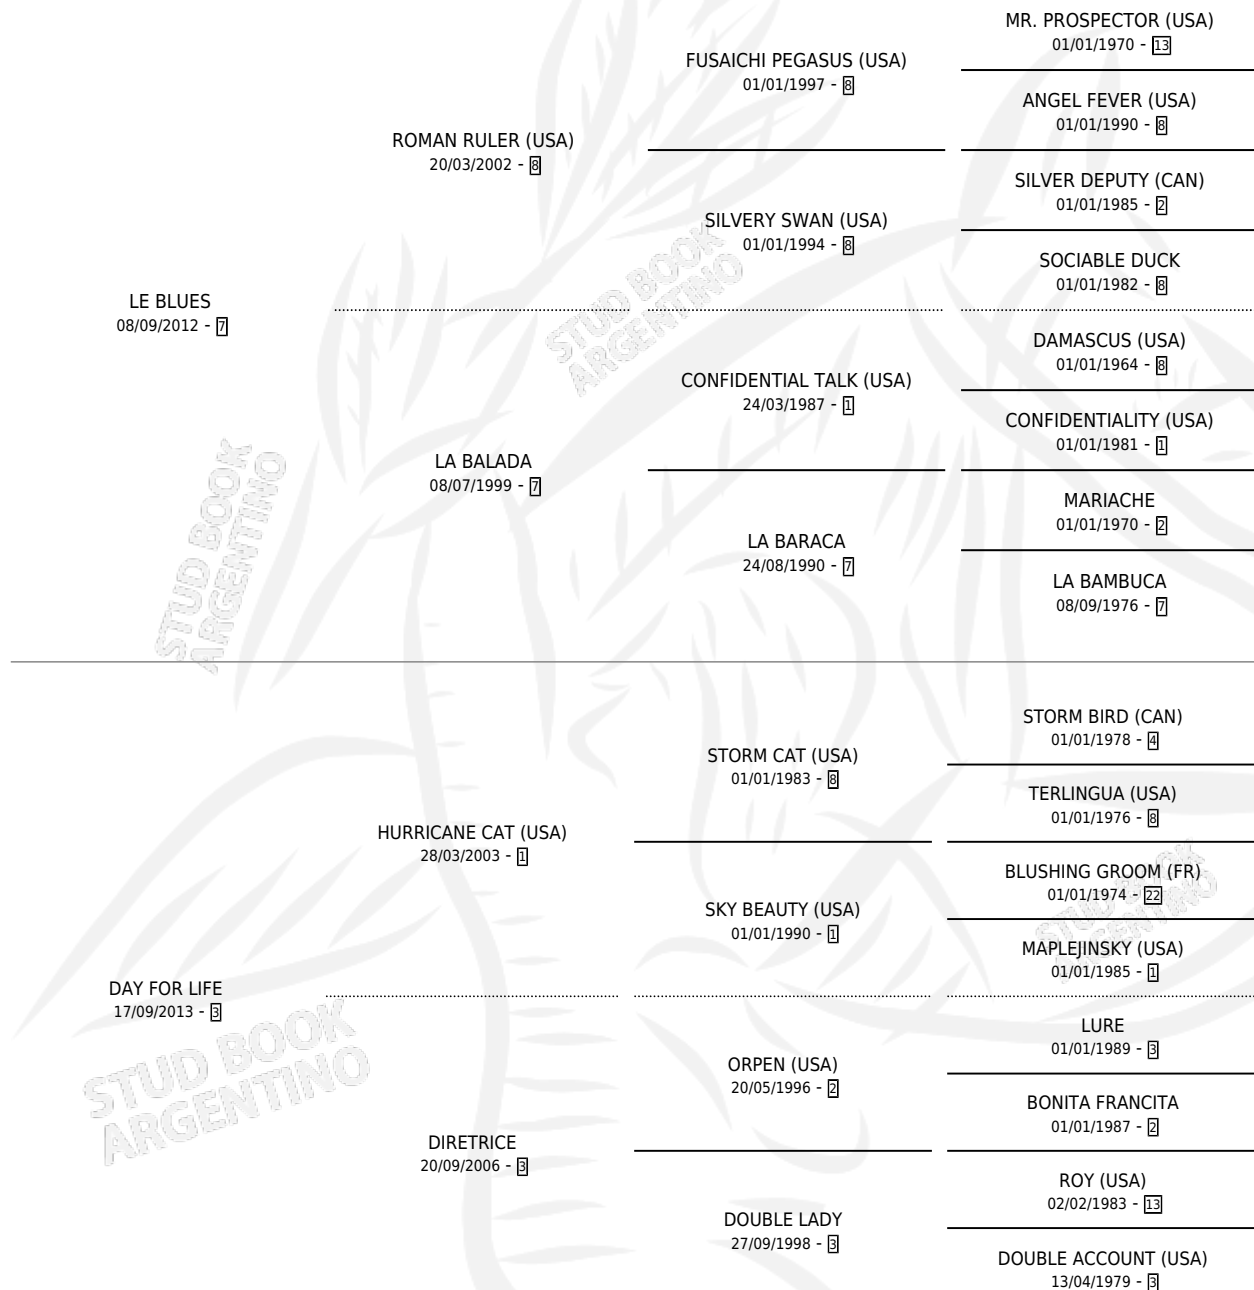 MR. PROSPECTOR (USA)
01/01/1970 - 13
FUSAICHI PEGASUS (USA)
01/01/1997 - 8
ANGEL FEVER (USA)
01/01/1990 - 8
ROMAN RULER (USA)
20/03/2002 - 8
SILVER DEPUTY (CAN)
01/01/1985 - 2
SILVERY SWAN (USA)
01/01/1994 - 8
SOCIABLE DUCK
01/01/1982 - 8
LE BLUES
08/09/2012 - 7
DAMASCUS (USA)
01/01/1964 - 8
CONFIDENTIAL TALK (USA)
24/03/1987 - 1
CONFIDENTIALITY (USA)
01/01/1981 - 1
LA BALADA
08/07/1999 - 7
MARIACHE
01/01/1970 - 2
LA BARACA
24/08/1990 - 7
LA BAMBUCA
08/09/1976 - 7
STORM BIRD (CAN)
01/01/1978 - 4
STORM CAT (USA)
01/01/1983 - 8
TERLINGUA (USA)
01/01/1976 - 8
HURRICANE CAT (USA)
28/03/2003 - 1
BLUSHING GROOM (FR)
01/01/1974 - 22
SKY BEAUTY (USA)
01/01/1990 - 1
MAPLEJINSKY (USA)
01/01/1985 - 1
DAY FOR LIFE
17/09/2013 - 3
LURE
01/01/1989 - 3
ORPEN (USA)
20/05/1996 - 2
BONITA FRANCITA
01/01/1987 - 2
DIRETRICE
20/09/2006 - 3
ROY (USA)
02/02/1983 - 13
DOUBLE LADY
27/09/1998 - 3
DOUBLE ACCOUNT (USA)
13/04/1979 - 3
STUD BOOK
ARGENTINO
STUD BOOK
ARGENTINO
STUD BOOK
ARGENTINO
STUD BOOK
ARGENTINO